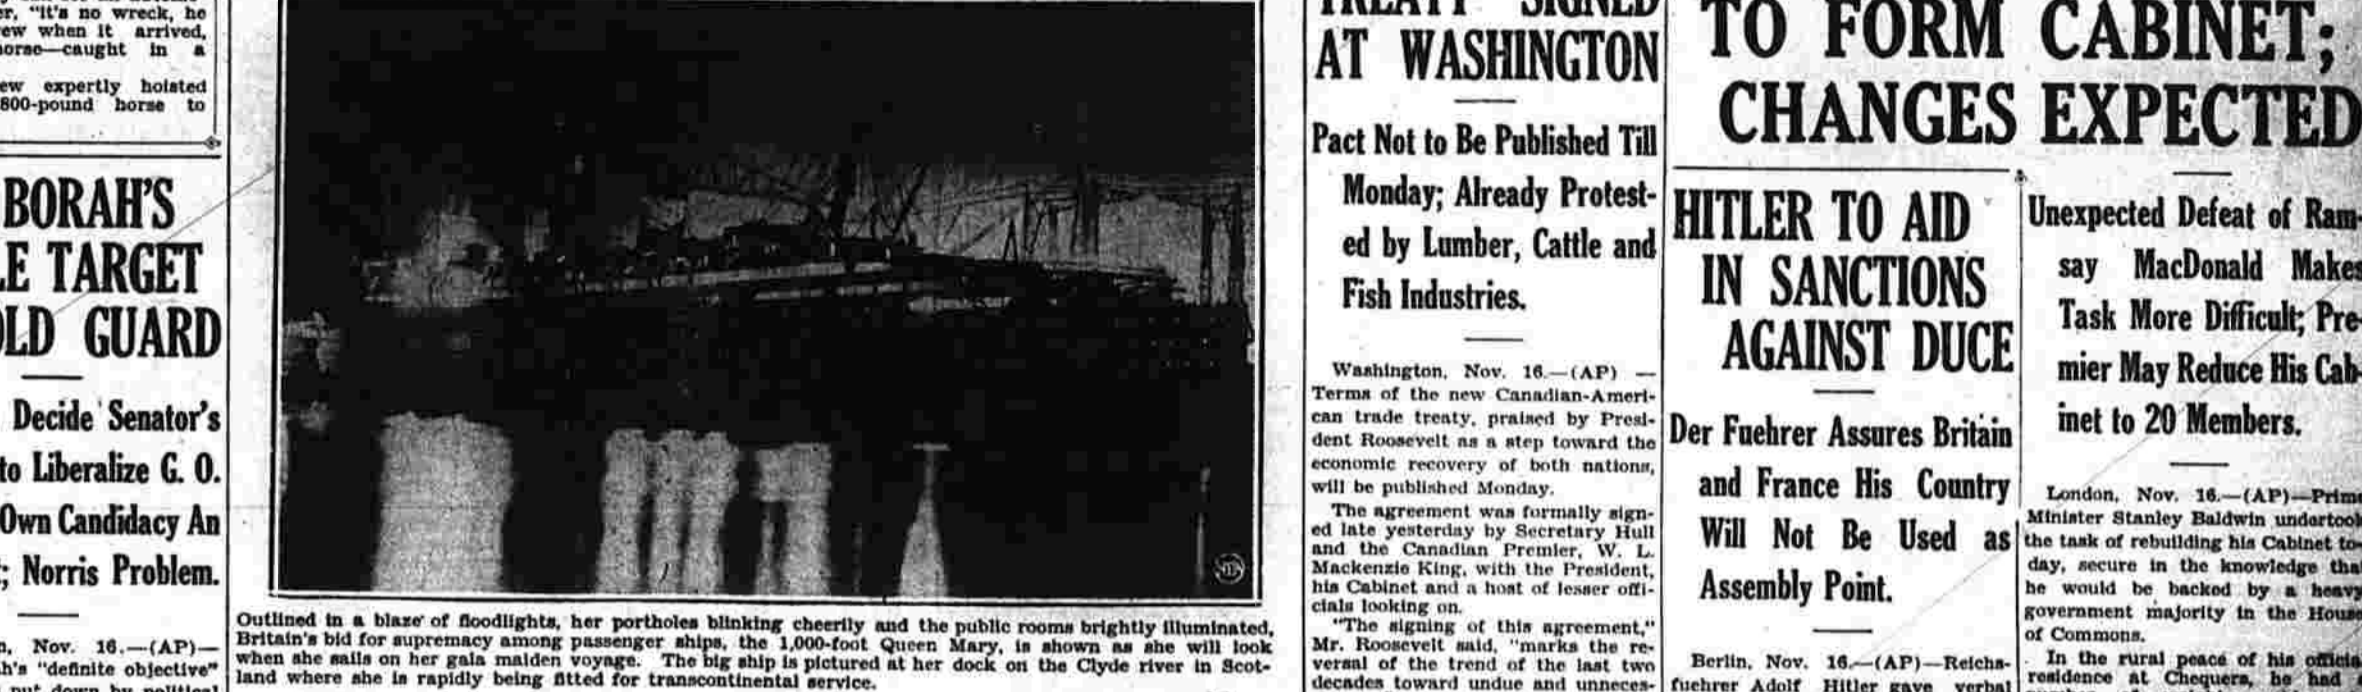 er, "it's no wreck, he
ew when it arrived,
horse—caught in a
ew expertly hoisted
800-pound horse to
BORAH'S
LE TARGET
OLD GUARD
Decide Senator's
to Liberalize G. O.
Own Candidacy An
; Norris Problem.
n, Nov. 16.—(AP)—
h's "definite objective"
put down by political
Outlined in a blaze of floodlights, her portholes blinking cheerily and the public rooms brightly illuminated,
Britain's bid for supremacy among passenger ships, the 1,000-foot Queen Mary, is shown as she will look
when she sails on her gala maiden voyage. The big ship is pictured at her dock on the Clyde river in Scot-
land where she is rapidly being fitted for transcontinental service.
TREATY SIGNED
AT WASHINGTON
Pact Not to Be Published Till
Monday; Already Protest-
ed by Lumber, Cattle and
Fish Industries.
Washington, Nov. 16.—(AP) —
Terms of the new Canadian-Ameri-
can trade treaty, praised by Presi-
dent Roosevelt as a step toward the
economic recovery of both nations,
will be published Monday.
The agreement was formally sign-
ed late yesterday by Secretary Hull
and the Canadian Premier, W. L.
Mackenzie King, with the President,
his Cabinet and a host of lesser offi-
cials looking on.
"The signing of this agreement,"
Mr. Roosevelt said, "marks the re-
versal of the trend of the last two
decades toward undue and unneces-
TO FORM CABINET;
CHANGES EXPECTED
HITLER TO AID
IN SANCTIONS
AGAINST DUCE
Der Fuehrer Assures Britain
and France His Country
Will Not Be Used as
Assembly Point.
Berlin, Nov. 16.—(AP)—Reichs-
fuehrer Adolf Hitler gave verbal
Unexpected Defeat of Ram-
say MacDonald Makes
Task More Difficult; Pre-
mier May Reduce His Cab-
inet to 20 Members.
London, Nov. 16.—(AP)—Prime
Minister Stanley Baldwin undertook
the task of rebuilding his Cabinet to-
day, secure in the knowledge that
he would be backed by a heavy
government majority in the House
of Commons.
In the rural peace of his official
residence at Chequers, he had a